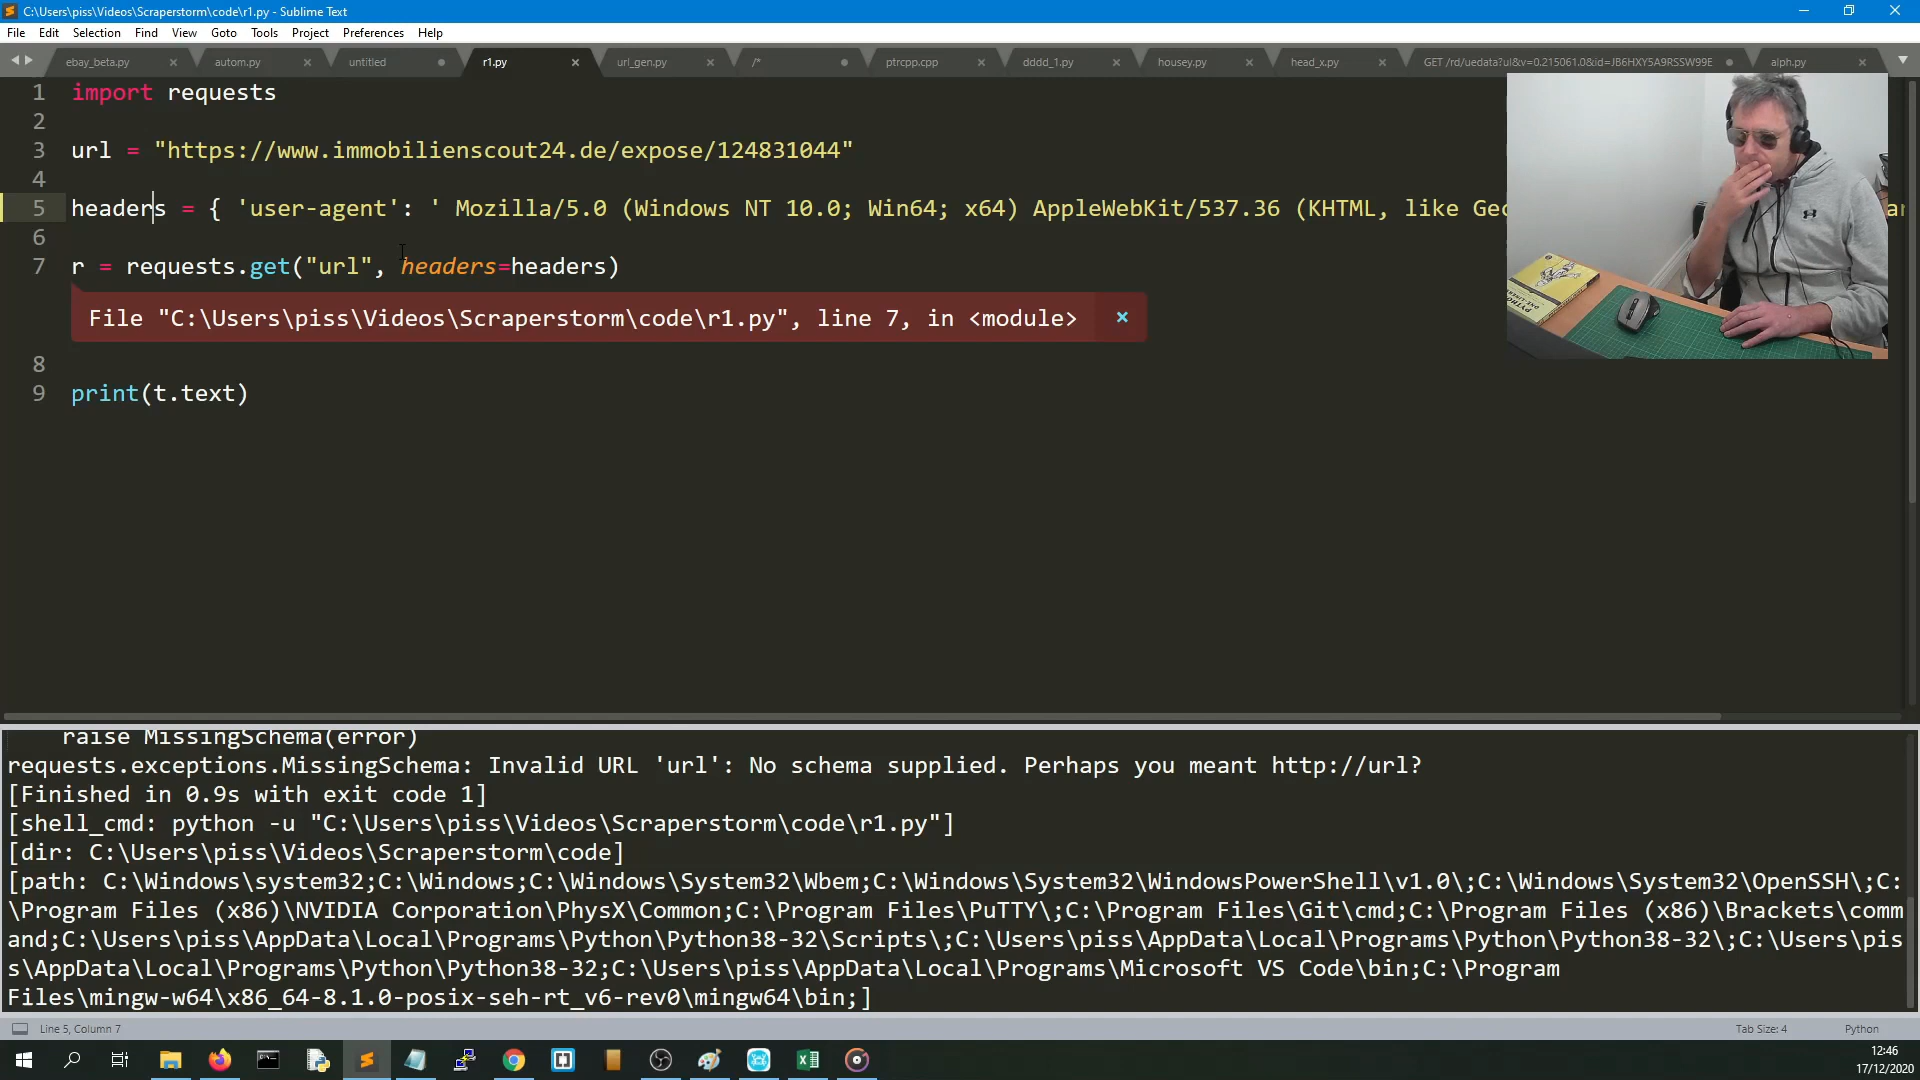 C:\Users\piss\Videos\Scraperstorm\code\r1.py - Sublime Text
File Edit Selection Find View Goto Tools Project Preferences Help
ebay_beta.py autom.py untitled r1.py url_gen.py /* ptrcpp.cpp dddd_1.py housey.py head_x.py GET /rd/uedata?ul&v=0.215061.0&id=JB6HXY5A9RSSW99E alph.py
1 import requests
2
3 url = "https://www.immobilienscout24.de/expose/124831044"
4
5 headers = { 'user-agent': ' Mozilla/5.0 (Windows NT 10.0; Win64; x64) AppleWebKit/537.36 (KHTML, like Gec
6
7 r = requests.get("url", headers=headers)
File "C:\Users\piss\Videos\Scraperstorm\code\r1.py", line 7, in <module> ×
8
9 print(t.text)
raise MissingSchema(error)
requests.exceptions.MissingSchema: Invalid URL 'url': No schema supplied. Perhaps you meant http://url?
[Finished in 0.9s with exit code 1]
[shell_cmd: python -u "C:\Users\piss\Videos\Scraperstorm\code\r1.py"]
[dir: C:\Users\piss\Videos\Scraperstorm\code]
[path: C:\Windows\system32;C:\Windows;C:\Windows\System32\Wbem;C:\Windows\System32\WindowsPowerShell\v1.0\;C:\Windows\System32\OpenSSH\;C:
\Program Files (x86)\NVIDIA Corporation\PhysX\Common;C:\Program Files\PuTTY\;C:\Program Files\Git\cmd;C:\Program Files (x86)\Brackets\comm
and;C:\Users\piss\AppData\Local\Programs\Python\Python38-32\Scripts\;C:\Users\piss\AppData\Local\Programs\Python\Python38-32\;C:\Users\pis
s\AppData\Local\Programs\Python\Python38-32;C:\Users\piss\AppData\Local\Programs\Microsoft VS Code\bin;C:\Program
Files\mingw-w64\x86_64-8.1.0-posix-seh-rt_v6-rev0\mingw64\bin;]
Line 5, Column 7 Tab Size: 4 Python
12:46
17/12/2020